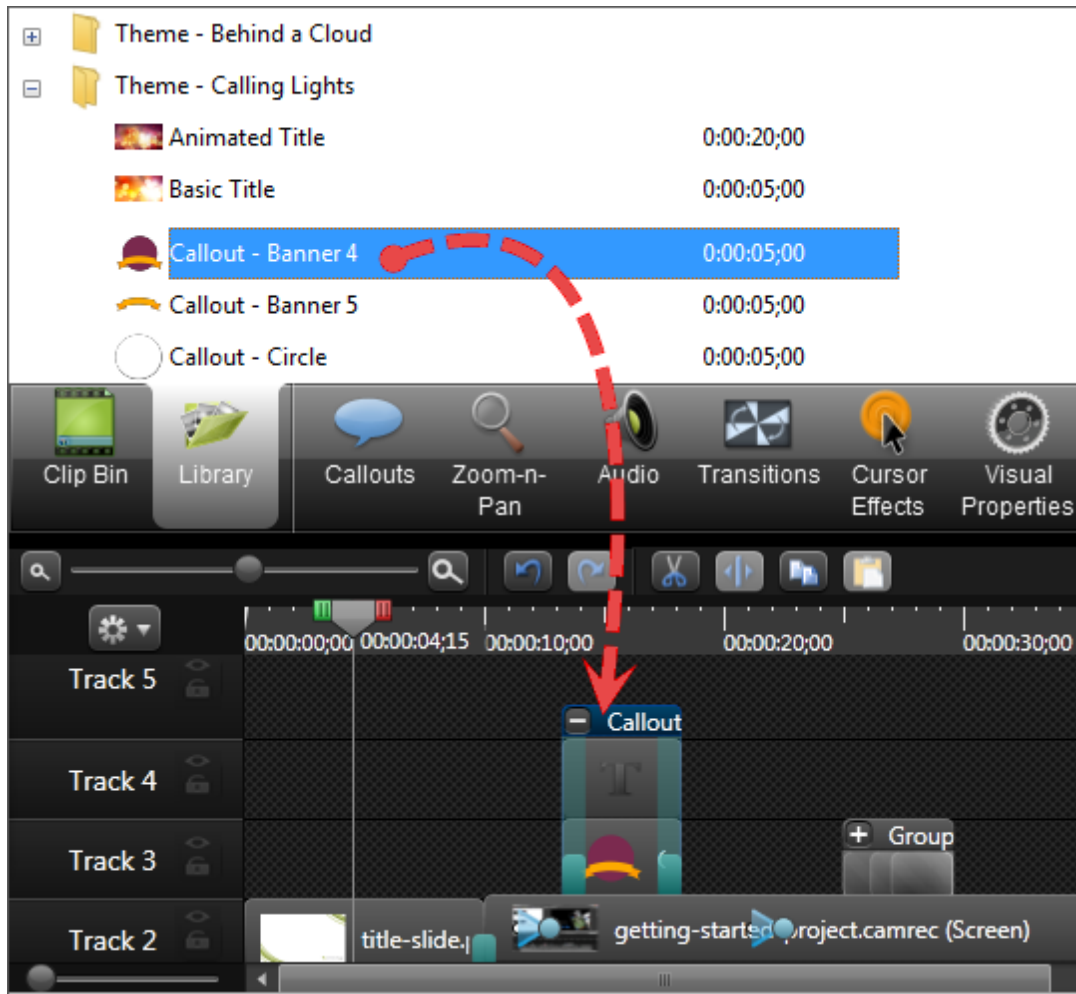 Theme - Behind a Cloud
Theme - Calling Lights
Animated Title 0:00:20;00
Basic Title 0:00:05;00
Callout - Banner 4 0:00:05;00
Callout - Banner 5 0:00:05;00
Callout - Circle 0:00:05;00
Clip Bin Library Callouts Zoom-n- Audio Transitions Cursor Visual
Pan Effects Properties
00:00:00;00 00:00:04;15 00:00:10;00 00:00:20;00 00:00:30;00
Track 5
Callout
Track 4 T
Group
Track 3
Track 2 title-slide.p getting-started-project.camrec (Screen)